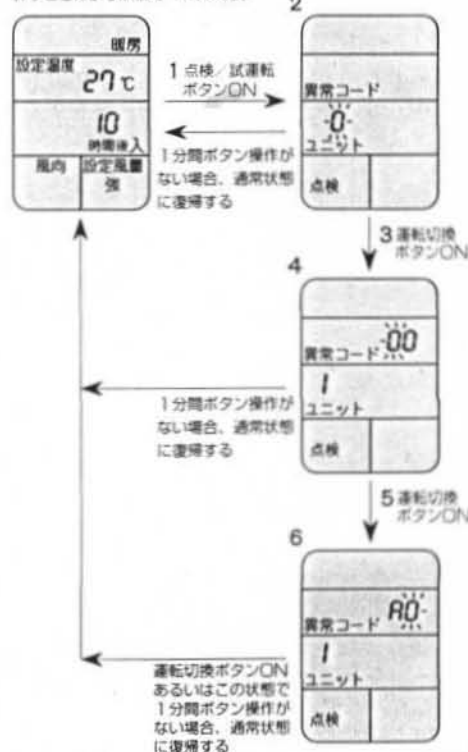 2
暖房
設定温度
27℃
10
時間後入
風向 設定風量
強
1 点検／試運転
ボタンON
1分間ボタン操作が
ない場合、通常状態
に復帰する
異常コード
-0-
ユニット
点検
3 運転切換
ボタンON
4
異常コード -00
1
ユニット
点検
1分間ボタン操作が
ない場合、通常状態
に復帰する
5 運転切換
ボタンON
6
異常コード A0-
1
ユニット
点検
運転切換ボタンON
あるいはこの状態で
1分間ボタン操作が
ない場合、通常状態
に復帰する